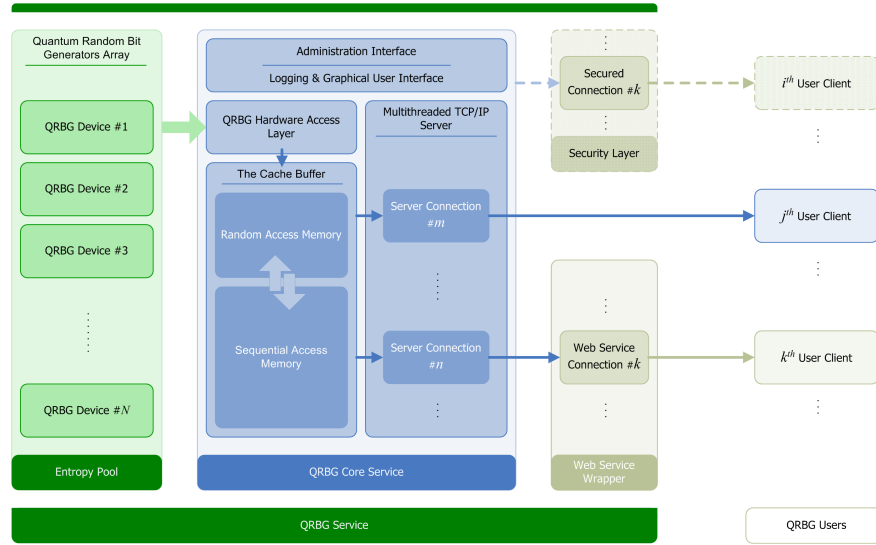 Quantum Random Bit
Generators Array
QRBG Device #1
QRBG Device #2
QRBG Device #3
QRBG Device #N
Entropy Pool
Administration Interface
Logging & Graphical User Interface
QRBG Hardware Access
Layer
The Cache Buffer
Random Access Memory
Sequential Access
Memory
Multithreaded TCP/IP
Server
Server Connection
#m
Server Connection
#n
QRBG Core Service
Secured
Connection #k
Security Layer
Web Service
Connection #k
Web Service
Wrapper
i^th User Client
j^th User Client
k^th User Client
QRBG Service
QRBG Users